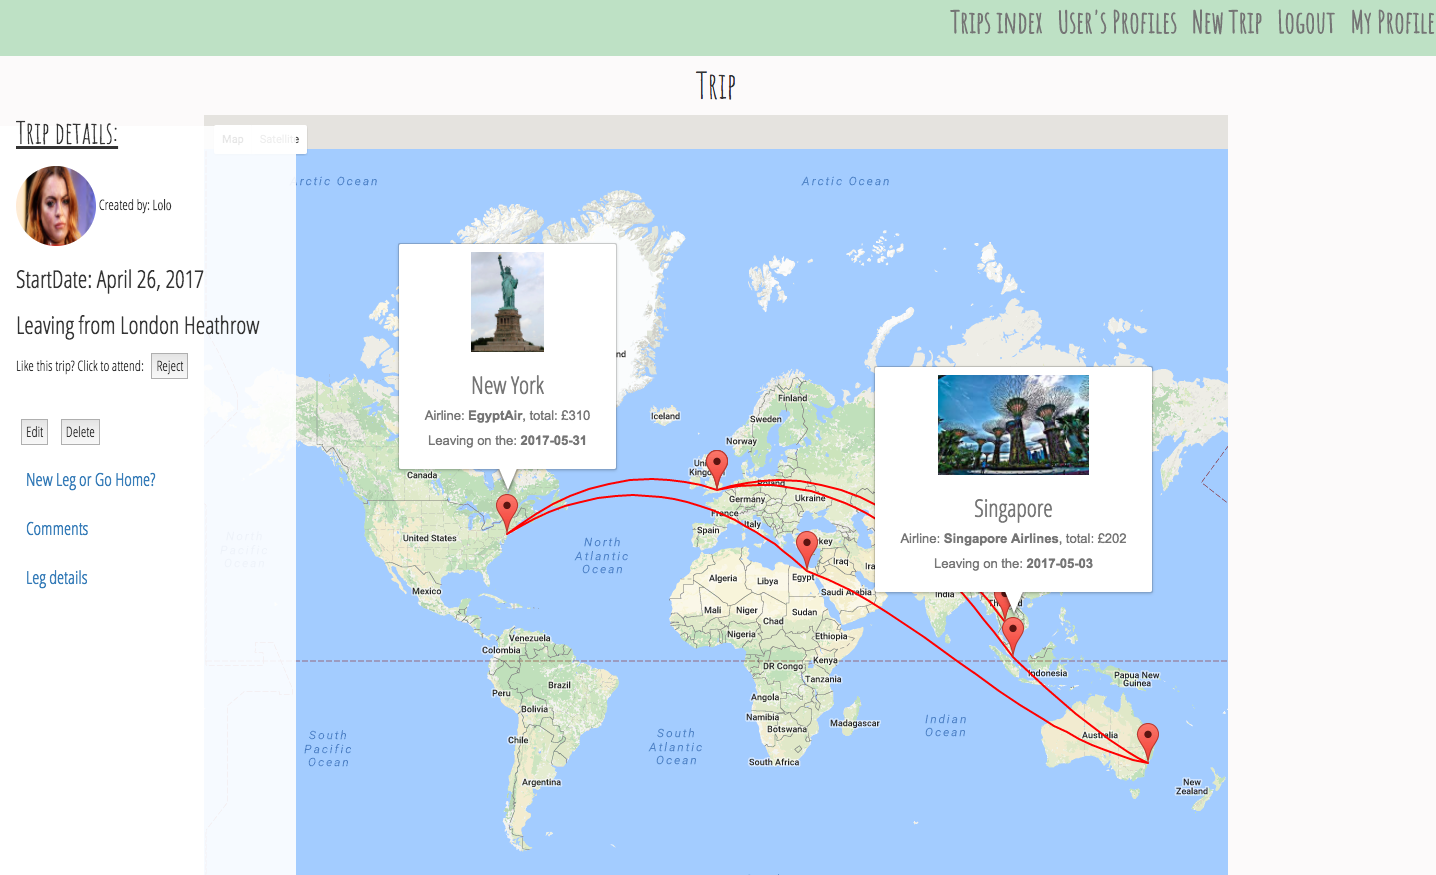 Trips index User's Profiles New Trip Logout My Profile
Trip
Trip details:
Created by: Lolo
StartDate: April 26, 2017
Leaving from London Heathrow
Like this trip? Click to attend: Reject
Edit Delete
New Leg or Go Home?
Comments
Leg details
Map Satellite
Arctic Ocean
Arctic Ocean
New York
Airline: EgyptAir, total: £310
Leaving on the: 2017-05-31
Singapore
Airline: Singapore Airlines, total: £202
Leaving on the: 2017-05-03
Iceland
Finland
Sweden
Norway
United Kingdom
Poland
Germany
Ukraine
France
Italy
Spain
Canada
United States
Mexico
North
Pacific
Ocean
North
Atlantic
Ocean
Algeria
Libya
Egypt
Iraq
Saudi Arabia
India
Mali
Niger
Sudan
Chad
Nigeria
Ethiopia
DR Congo
Kenya
Tanzania
Angola
Namibia
Botswana
Madagascar
South Africa
Venezuela
Colombia
Peru
Brazil
Bolivia
Chile
Argentina
South
Pacific
Ocean
South
Atlantic
Ocean
Indian
Ocean
Indonesia
Papua New
Guinea
Australia
New
Zealand